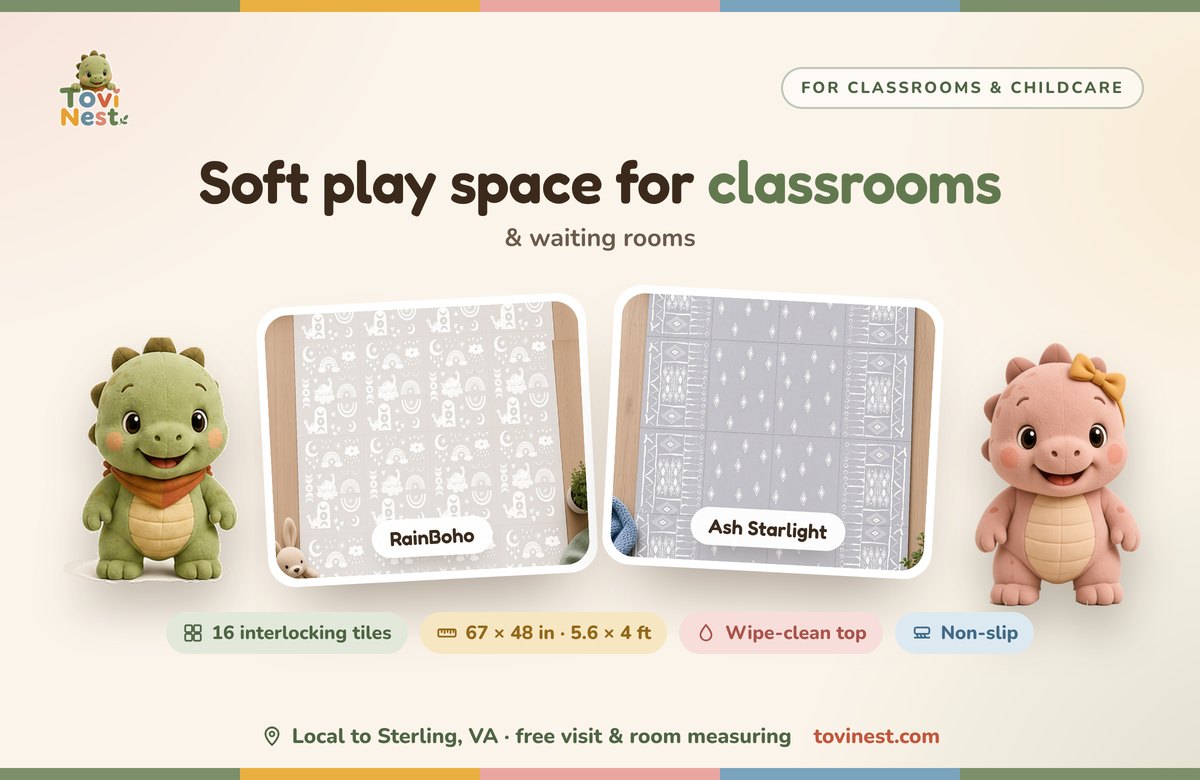 Tovi
Nest
FOR CLASSROOMS & CHILDCARE
Soft play space for classrooms
& waiting rooms
RainBoho
Ash Starlight
16 interlocking tiles
67 × 48 in · 5.6 × 4 ft
Wipe-clean top
Non-slip
Local to Sterling, VA · free visit & room measuring tovinest.com